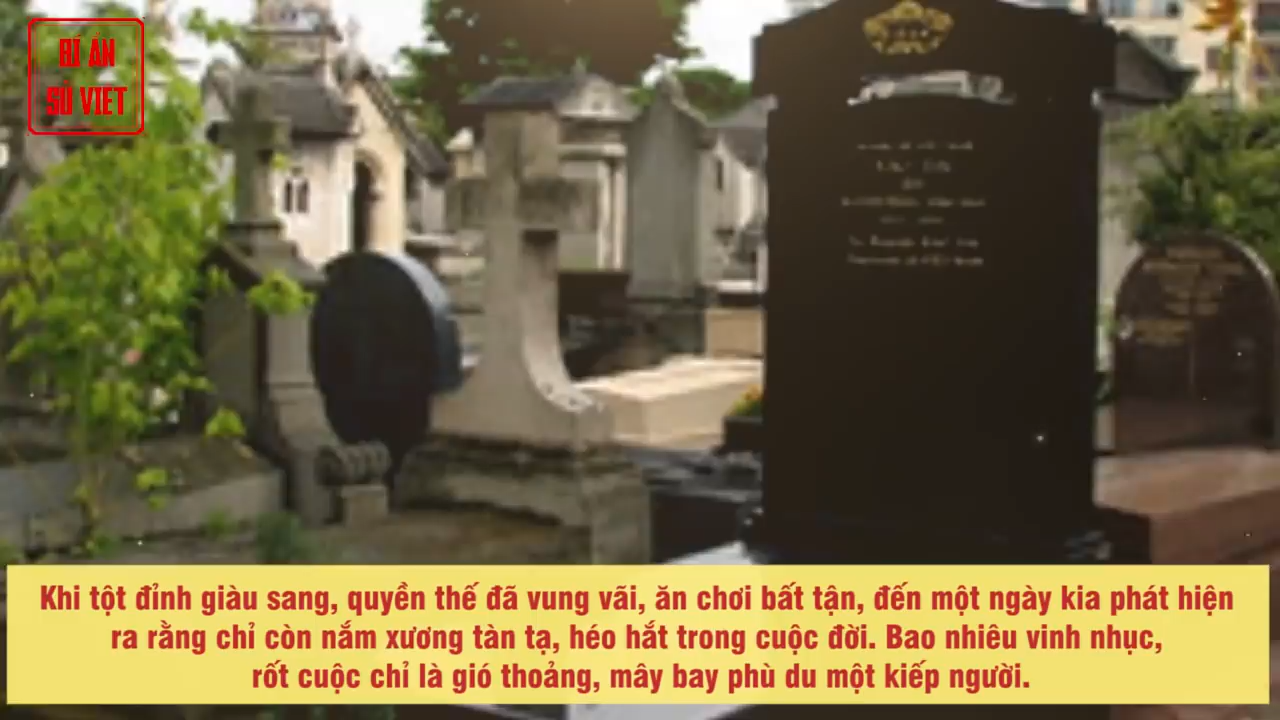 BÍ ẨN
SỬ VIỆT
Khi tột đỉnh giàu sang, quyền thế đã vung vãi, ăn chơi bất tận, đến một ngày kia phát hiện
ra rằng chỉ còn nắm xương tàn tạ, héo hắt trong cuộc đời. Bao nhiêu vinh nhục,
rốt cuộc chỉ là gió thoảng, mây bay phù du một kiếp người.